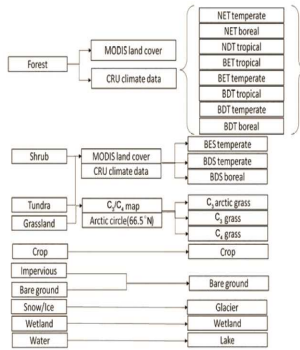 Forest
MODIS land cover
CRU climate data
NET temperate
NET boreal
NDT tropical
BET tropical
BET temperate
BDT tropical
BDT temperate
BDT boreal
Shrub
MODIS land cover
CRU climate data
BES temperate
BDS temperate
BDS boreal
Tundra
Grassland
C3/C4 map
Arctic circle(66.5°N)
C3 arctic grass
C3 grass
C4 grass
Crop
Crop
Impervious
Bare ground
Bare ground
Snow/Ice
Glacier
Wetland
Wetland
Water
Lake